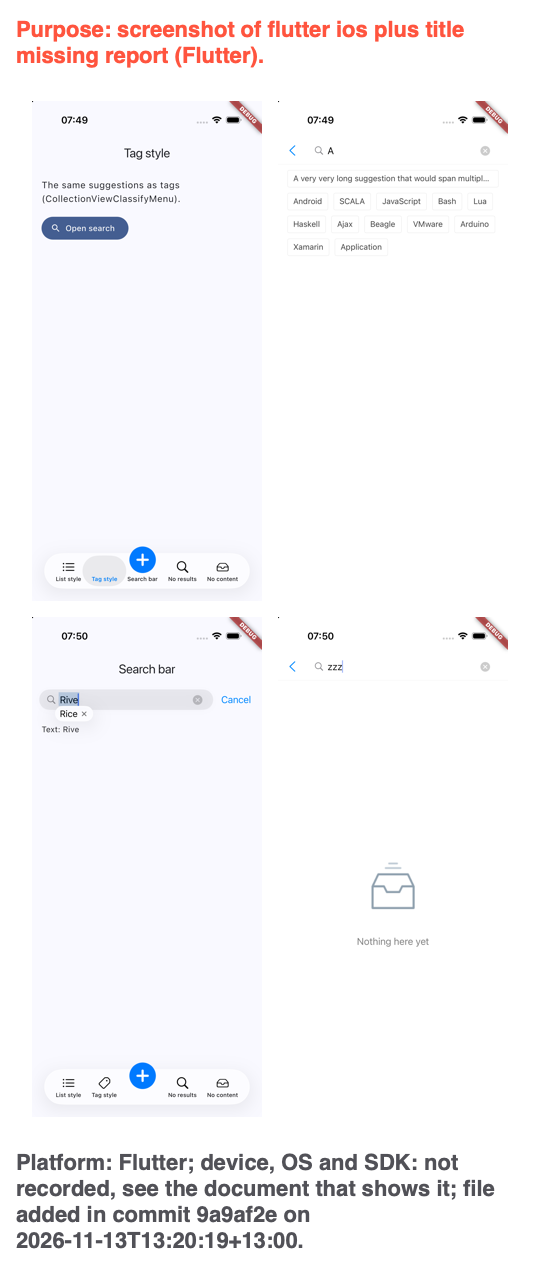 Purpose: screenshot of flutter ios plus title
missing report (Flutter).
07:49
DEBUG
Tag style
The same suggestions as tags
(CollectionViewClassifyMenu).
Open search
List style
Tag style
Search bar
No results
No content
07:49
DEBUG
A
A very very long suggestion that would span multipl...
Android SCALA JavaScript Bash Lua
Haskell Ajax Beagle VMware Arduino
Xamarin Application
07:50
DEBUG
Search bar
Rive Cancel
Rice ×
Text: Rive
List style
Tag style
No results
No content
07:50
DEBUG
zzz
Nothing here yet
Platform: Flutter; device, OS and SDK: not
recorded, see the document that shows it; file
added in commit 9a9af2e on
2026-11-13T13:20:19+13:00.